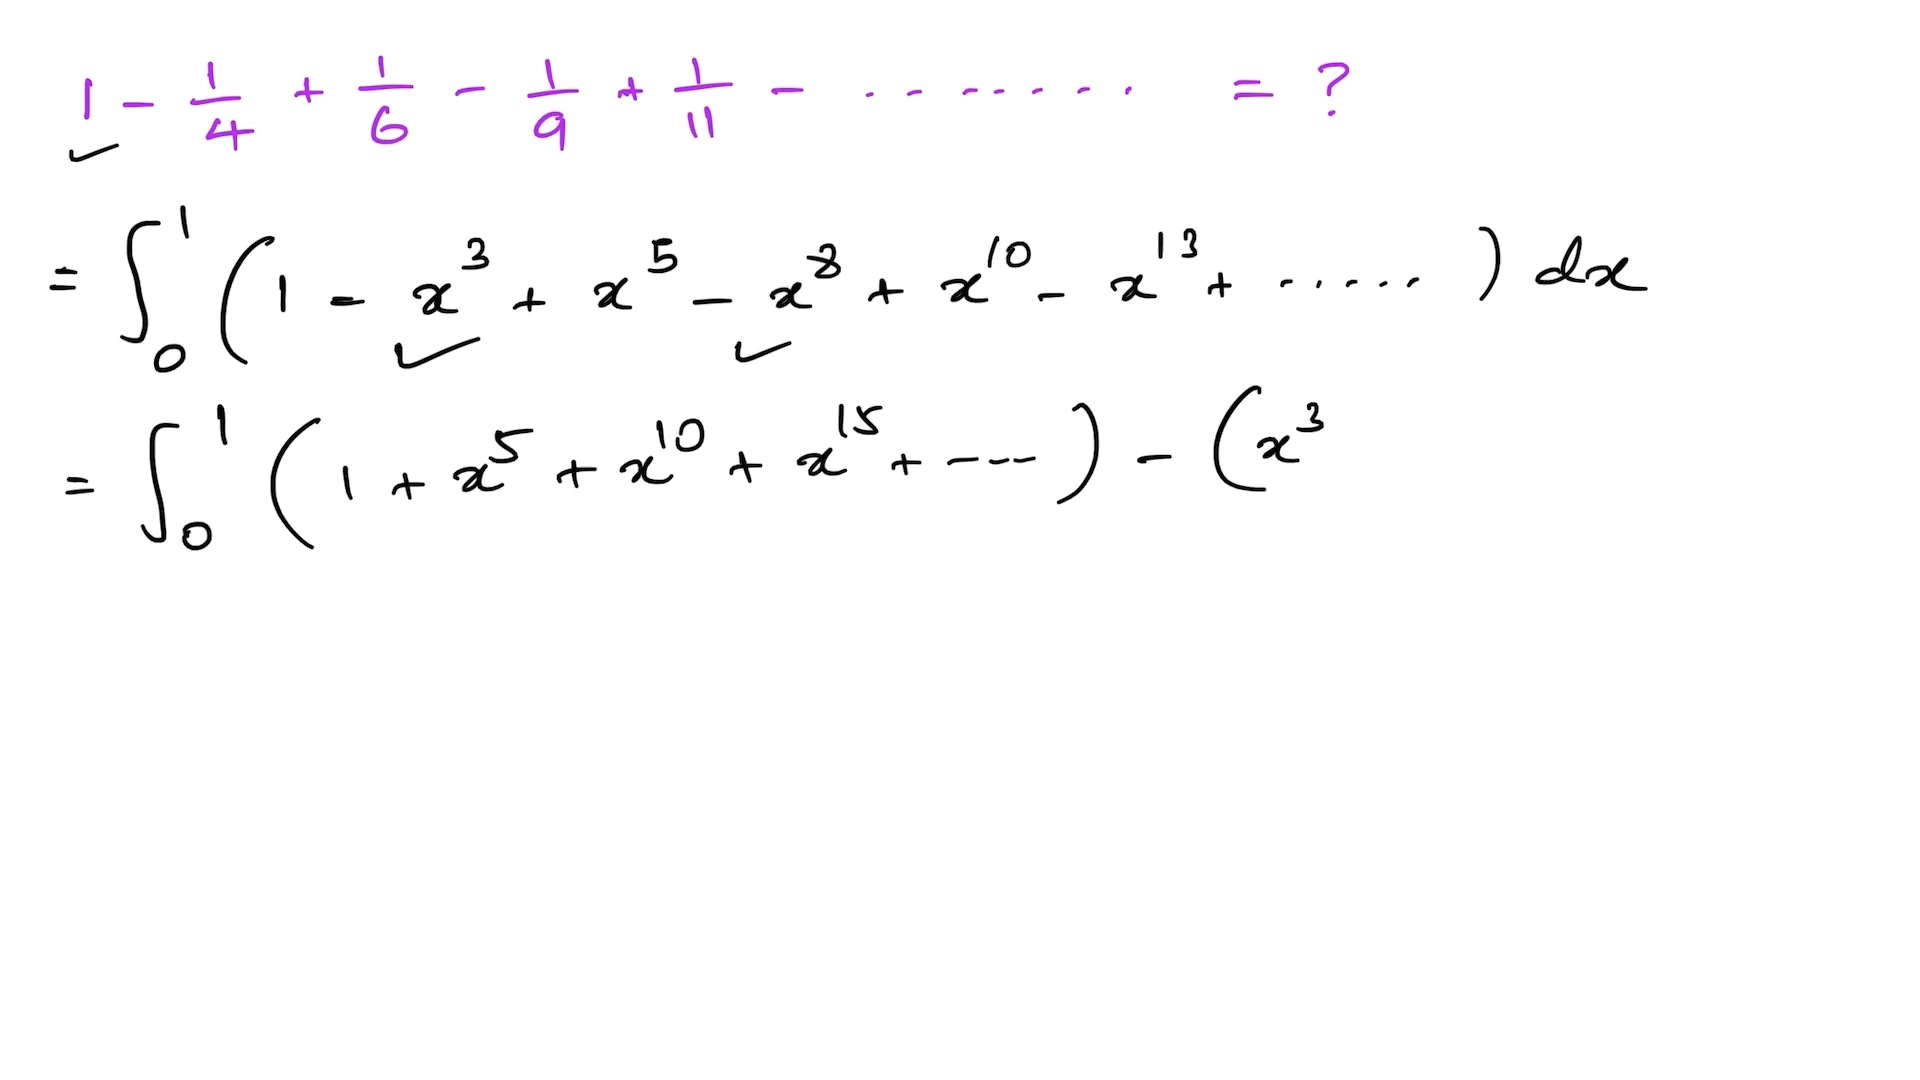 1 - 1/4 + 1/6 - 1/9 + 1/11 - ........ = ?
= ∫₀¹ ( 1 - x³ + x⁵ - x⁸ + x¹⁰ - x¹³ + ..... ) dx
= ∫₀¹ ( 1 + x⁵ + x¹⁰ + x¹⁵ + --- ) - ( x³